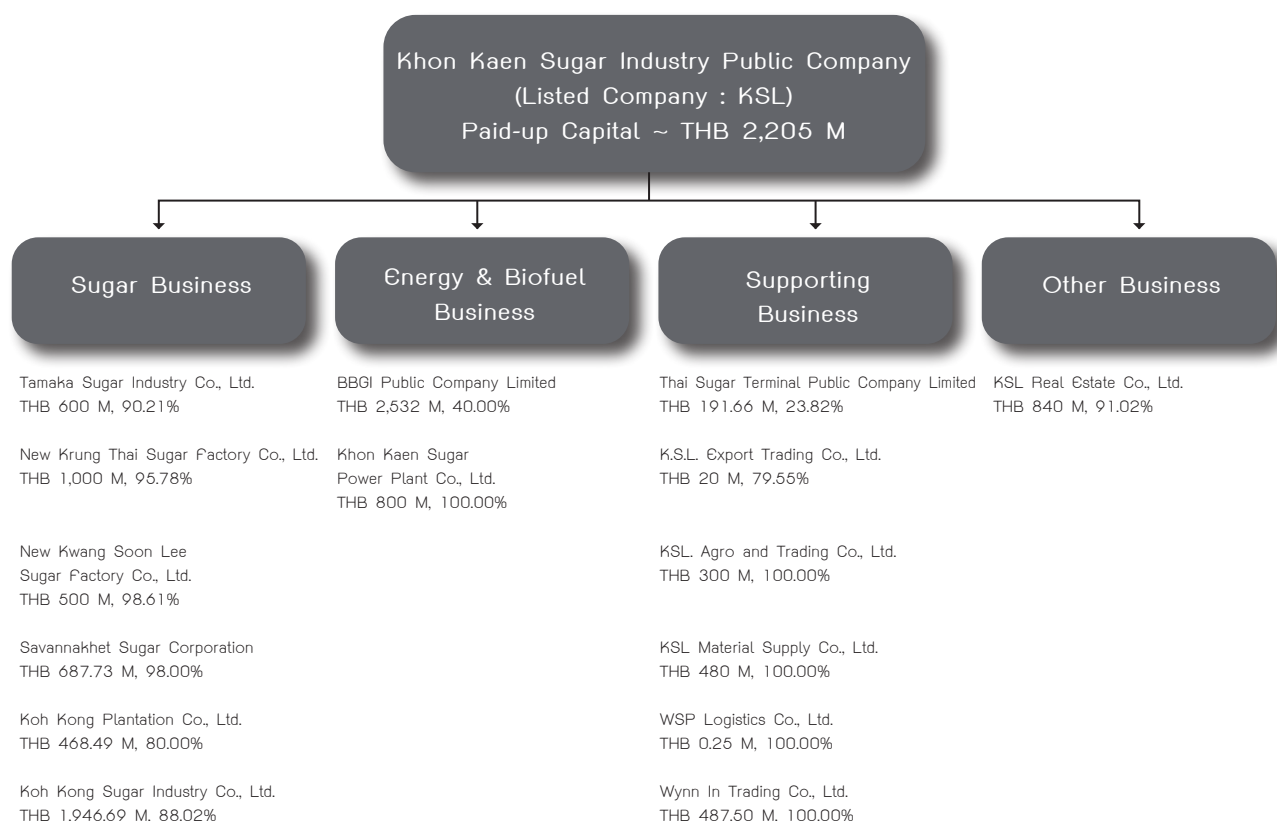 Khon Kaen Sugar Industry Public Company
(Listed Company : KSL)
Paid-up Capital ~ THB 2,205 M
Sugar Business
Tamaka Sugar Industry Co., Ltd.
THB 600 M, 90.21%
New Krung Thai Sugar Factory Co., Ltd.
THB 1,000 M, 95.78%
New Kwang Soon Lee
Sugar Factory Co., Ltd.
THB 500 M, 98.61%
Savannakhet Sugar Corporation
THB 687.73 M, 98.00%
Koh Kong Plantation Co., Ltd.
THB 468.49 M, 80.00%
Koh Kong Sugar Industry Co., Ltd.
THB 1,946.69 M, 88.02%
Energy & Biofuel
Business
BBGI Public Company Limited
THB 2,532 M, 40.00%
Khon Kaen Sugar
Power Plant Co., Ltd.
THB 800 M, 100.00%
Supporting
Business
Thai Sugar Terminal Public Company Limited
THB 191.66 M, 23.82%
K.S.L. Export Trading Co., Ltd.
THB 20 M, 79.55%
KSL. Agro and Trading Co., Ltd.
THB 300 M, 100.00%
KSL Material Supply Co., Ltd.
THB 480 M, 100.00%
WSP Logistics Co., Ltd.
THB 0.25 M, 100.00%
Wynn In Trading Co., Ltd.
THB 487.50 M, 100.00%
Other Business
KSL Real Estate Co., Ltd.
THB 840 M, 91.02%